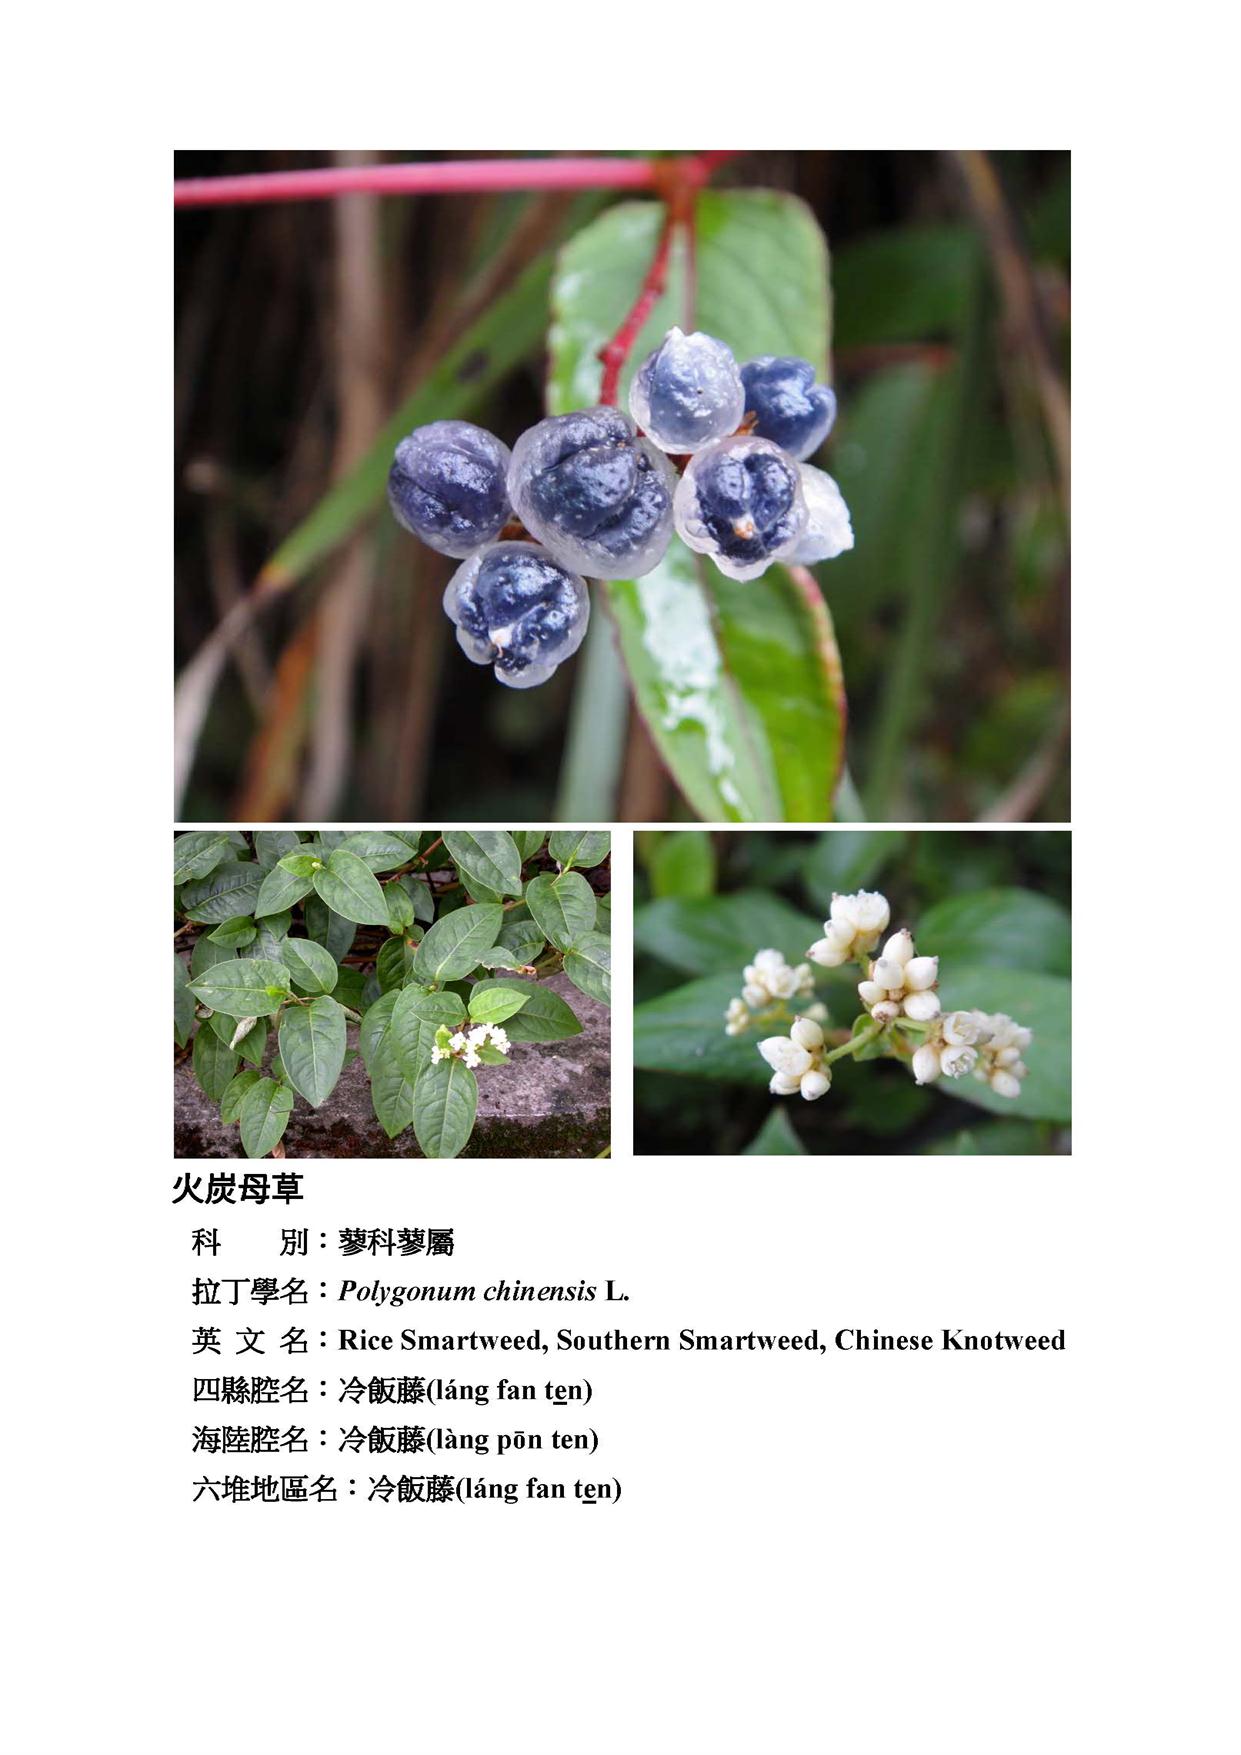 火炭母草
科　　別：蓼科蓼屬
拉丁學名：Polygonum chinensis L.
英 文 名：Rice Smartweed, Southern Smartweed, Chinese Knotweed
四縣腔名：冷飯藤(láng fan te̲n)
海陸腔名：冷飯藤(làng pōn ten)
六堆地區名：冷飯藤(láng fan te̲n)